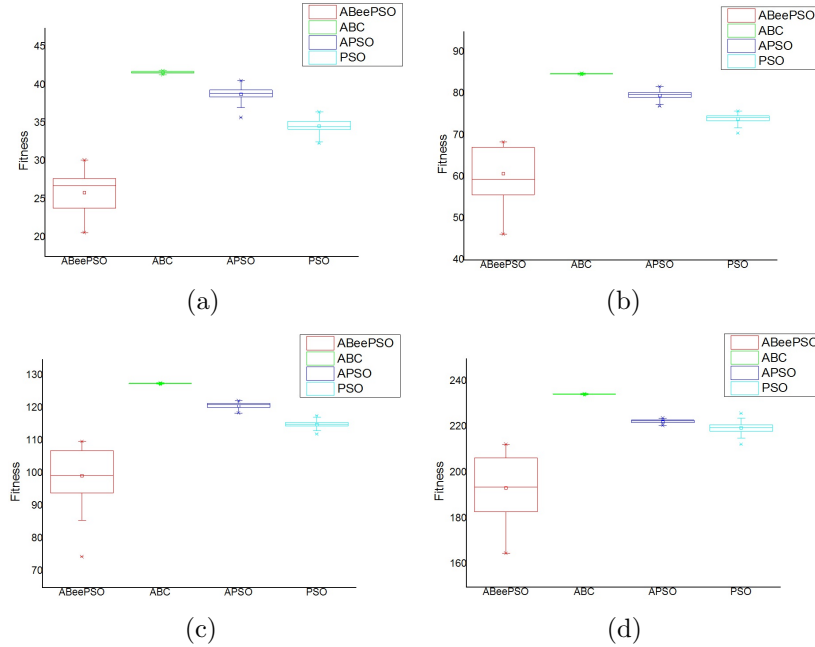 ABeePSO
ABC
APSO
PSO
45
40
35
30
25
20
Fitness
ABeePSO ABC APSO PSO
(a)
ABeePSO
ABC
APSO
PSO
90
80
70
60
50
40
Fitness
ABeePSO ABC APSO PSO
(b)
ABeePSO
ABC
APSO
PSO
130
120
110
100
90
80
70
Fitness
ABeePSO ABC APSO PSO
(c)
ABeePSO
ABC
APSO
PSO
240
220
200
180
160
Fitness
ABeePSO ABC APSO PSO
(d)